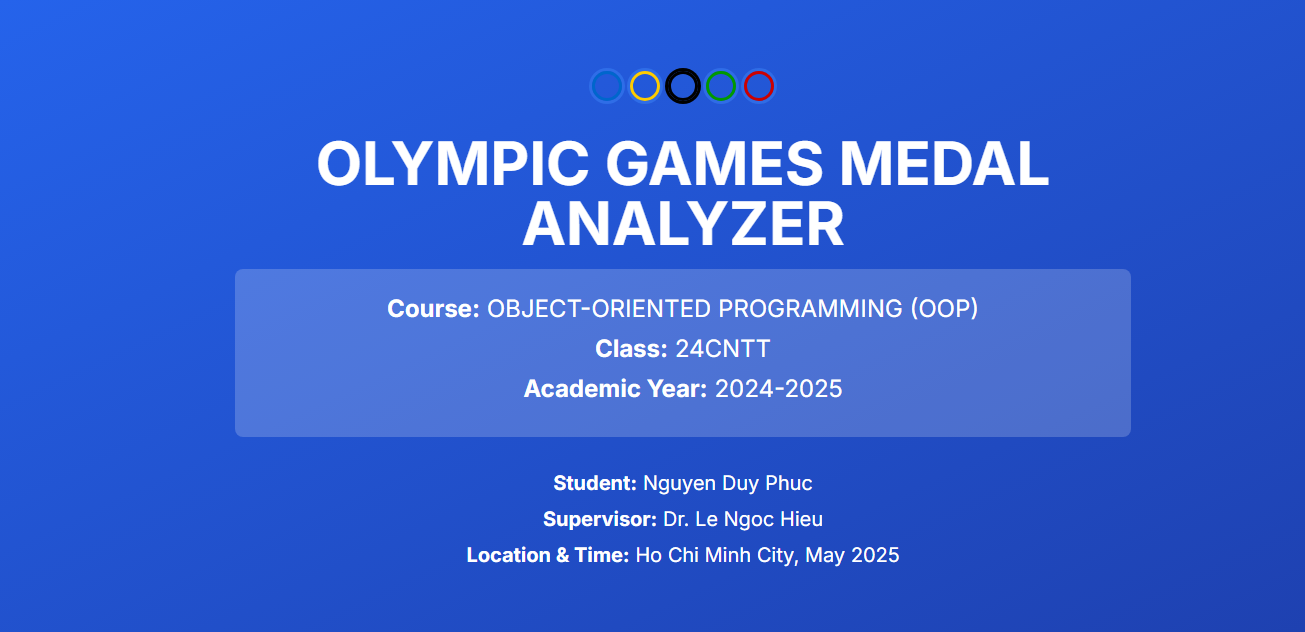 OLYMPIC GAMES MEDAL
ANALYZER
Course: OBJECT-ORIENTED PROGRAMMING (OOP)
Class: 24CNTT
Academic Year: 2024-2025
Student: Nguyen Duy Phuc
Supervisor: Dr. Le Ngoc Hieu
Location & Time: Ho Chi Minh City, May 2025